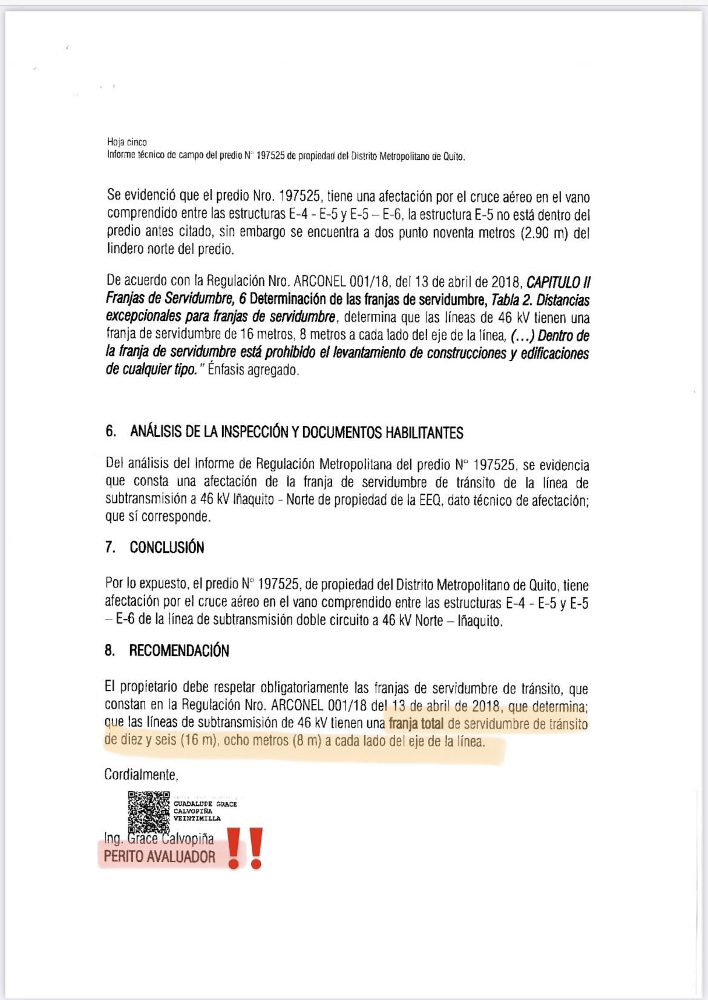 Hoja cinco
Informe técnico de campo del predio N° 197525 de propiedad del Distrito Metropolitano de Quito.
Se evidenció que el predio Nro. 197525, tiene una afectación por el cruce aéreo en el vano
comprendido entre las estructuras E-4 - E-5 y E-5 – E-6, la estructura E-5 no está dentro del
predio antes citado, sin embargo se encuentra a dos punto noventa metros (2.90 m) del
lindero norte del predio.
De acuerdo con la Regulación Nro. ARCONEL 001/18, del 13 de abril de 2018, CAPITULO II
Franjas de Servidumbre, 6 Determinación de las franjas de servidumbre, Tabla 2. Distancias
excepcionales para franjas de servidumbre, determina que las líneas de 46 kV tienen una
franja de servidumbre de 16 metros, 8 metros a cada lado del eje de la línea, (...) Dentro de
la franja de servidumbre está prohibido el levantamiento de construcciones y edificaciones
de cualquier tipo." Énfasis agregado.
6. ANÁLISIS DE LA INSPECCIÓN Y DOCUMENTOS HABILITANTES
Del análisis del Informe de Regulación Metropolitana del predio N° 197525, se evidencia
que consta una afectación de la franja de servidumbre de tránsito de la línea de
subtransmisión a 46 kV Iñaquito - Norte de propiedad de la EEQ, dato técnico de afectación;
que sí corresponde.
7. CONCLUSIÓN
Por lo expuesto, el predio N° 197525, de propiedad del Distrito Metropolitano de Quito, tiene
afectación por el cruce aéreo en el vano comprendido entre las estructuras E-4 - E-5 y E-5
– E-6 de la línea de subtransmisión doble circuito a 46 kV Norte – Iñaquito.
8. RECOMENDACIÓN
El propietario debe respetar obligatoriamente las franjas de servidumbre de tránsito, que
constan en la Regulación Nro. ARCONEL 001/18 del 13 de abril de 2018, que determina;
que las líneas de subtransmisión de 46 kV tienen una franja total de servidumbre de tránsito
de diez y seis (16 m), ocho metros (8 m) a cada lado del eje de la línea.
Cordialmente,
GUADALUPE GRACE
CALVOPIÑA
VEINTIMILLA
Ing. Grace Calvopiña
PERITO AVALUADOR ‼